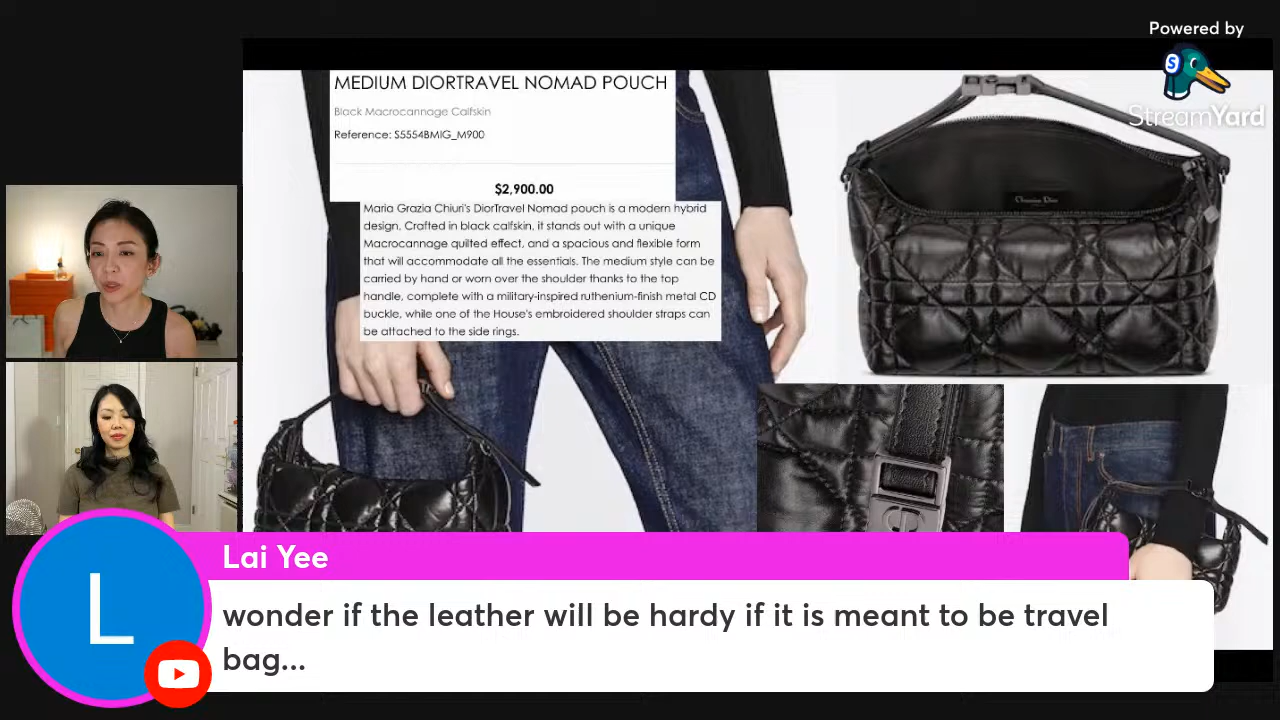 Powered by
S
StreamYard
MEDIUM DIORTRAVEL NOMAD POUCH
Black Macrocannage Calfskin
Reference: S5554BMIG_M900
$2,900.00
Maria Grazia Chiuri's DiorTravel Nomad pouch is a modern hybrid
design. Crafted in black calfskin, it stands out with a unique
Macrocannage quilted effect, and a spacious and flexible form
that will accommodate all the essentials. The medium style can be
carried by hand or worn over the shoulder thanks to the top
handle, complete with a military-inspired ruthenium-finish metal CD
buckle, while one of the House's embroidered shoulder straps can
be attached to the side rings.
Christian Dior
CD
L
Lai Yee
wonder if the leather will be hardy if it is meant to be travel
bag...